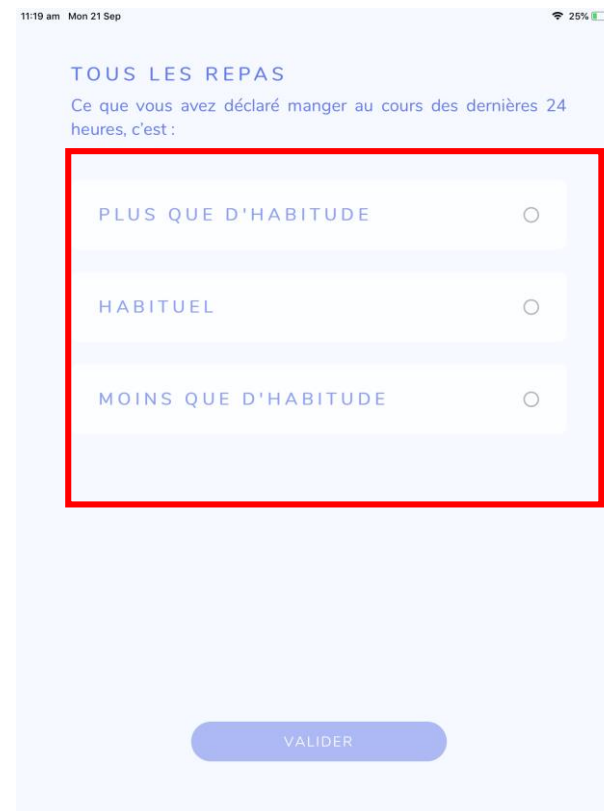 11:19 am Mon 21 Sep 25%
TOUS LES REPAS
Ce que vous avez déclaré manger au cours des dernières 24
heures, c'est :
PLUS QUE D'HABITUDE
HABITUEL
MOINS QUE D'HABITUDE
VALIDER